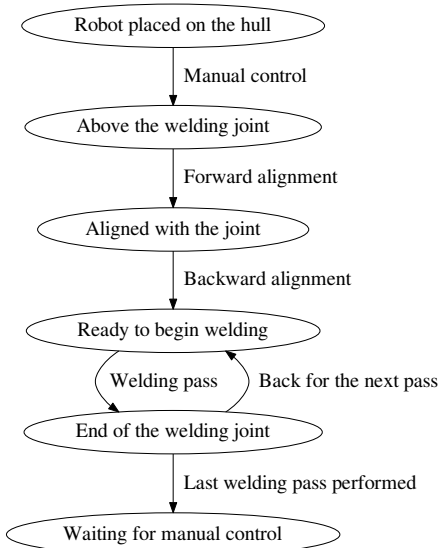 Robot placed on the hull
Manual control
Above the welding joint
Forward alignment
Aligned with the joint
Backward alignment
Ready to begin welding
Welding pass
Back for the next pass
End of the welding joint
Last welding pass performed
Waiting for manual control